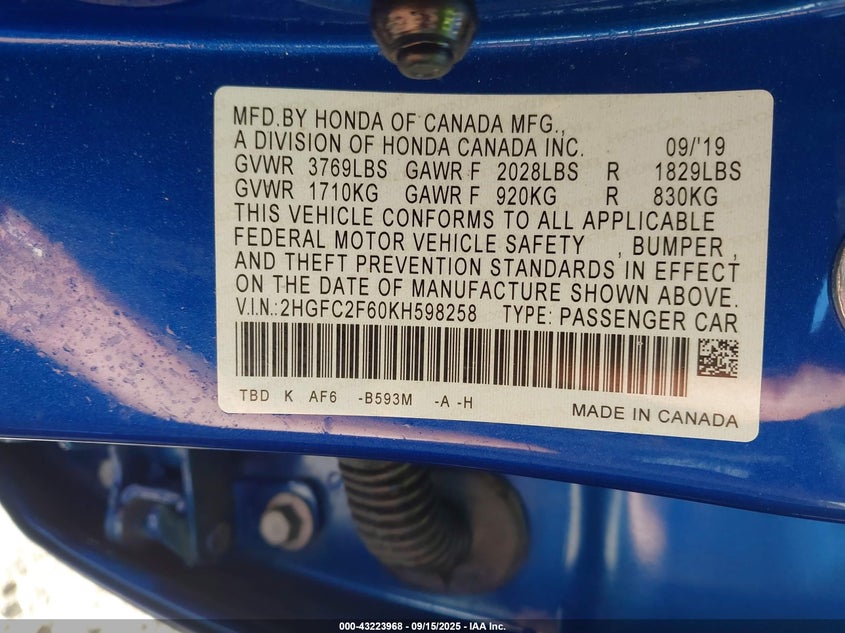 MFD.BY HONDA OF CANADA MFG.,
A DIVISION OF HONDA CANADA INC. 09/'19
GVWR 3769LBS GAWR F 2028LBS R 1829LBS
GVWR 1710KG GAWR F 920KG R 830KG
THIS VEHICLE CONFORMS TO ALL APPLICABLE
FEDERAL MOTOR VEHICLE SAFETY , BUMPER ,
AND THEFT PREVENTION STANDARDS IN EFFECT
ON THE DATE OF MANUFACTURE SHOWN ABOVE.
V.I.N.:2HGFC2F60KH598258 TYPE: PASSENGER CAR
TBD K AF6 -B593M -A -H
MADE IN CANADA
000-43223968 - 09/15/2025 - IAA Inc.